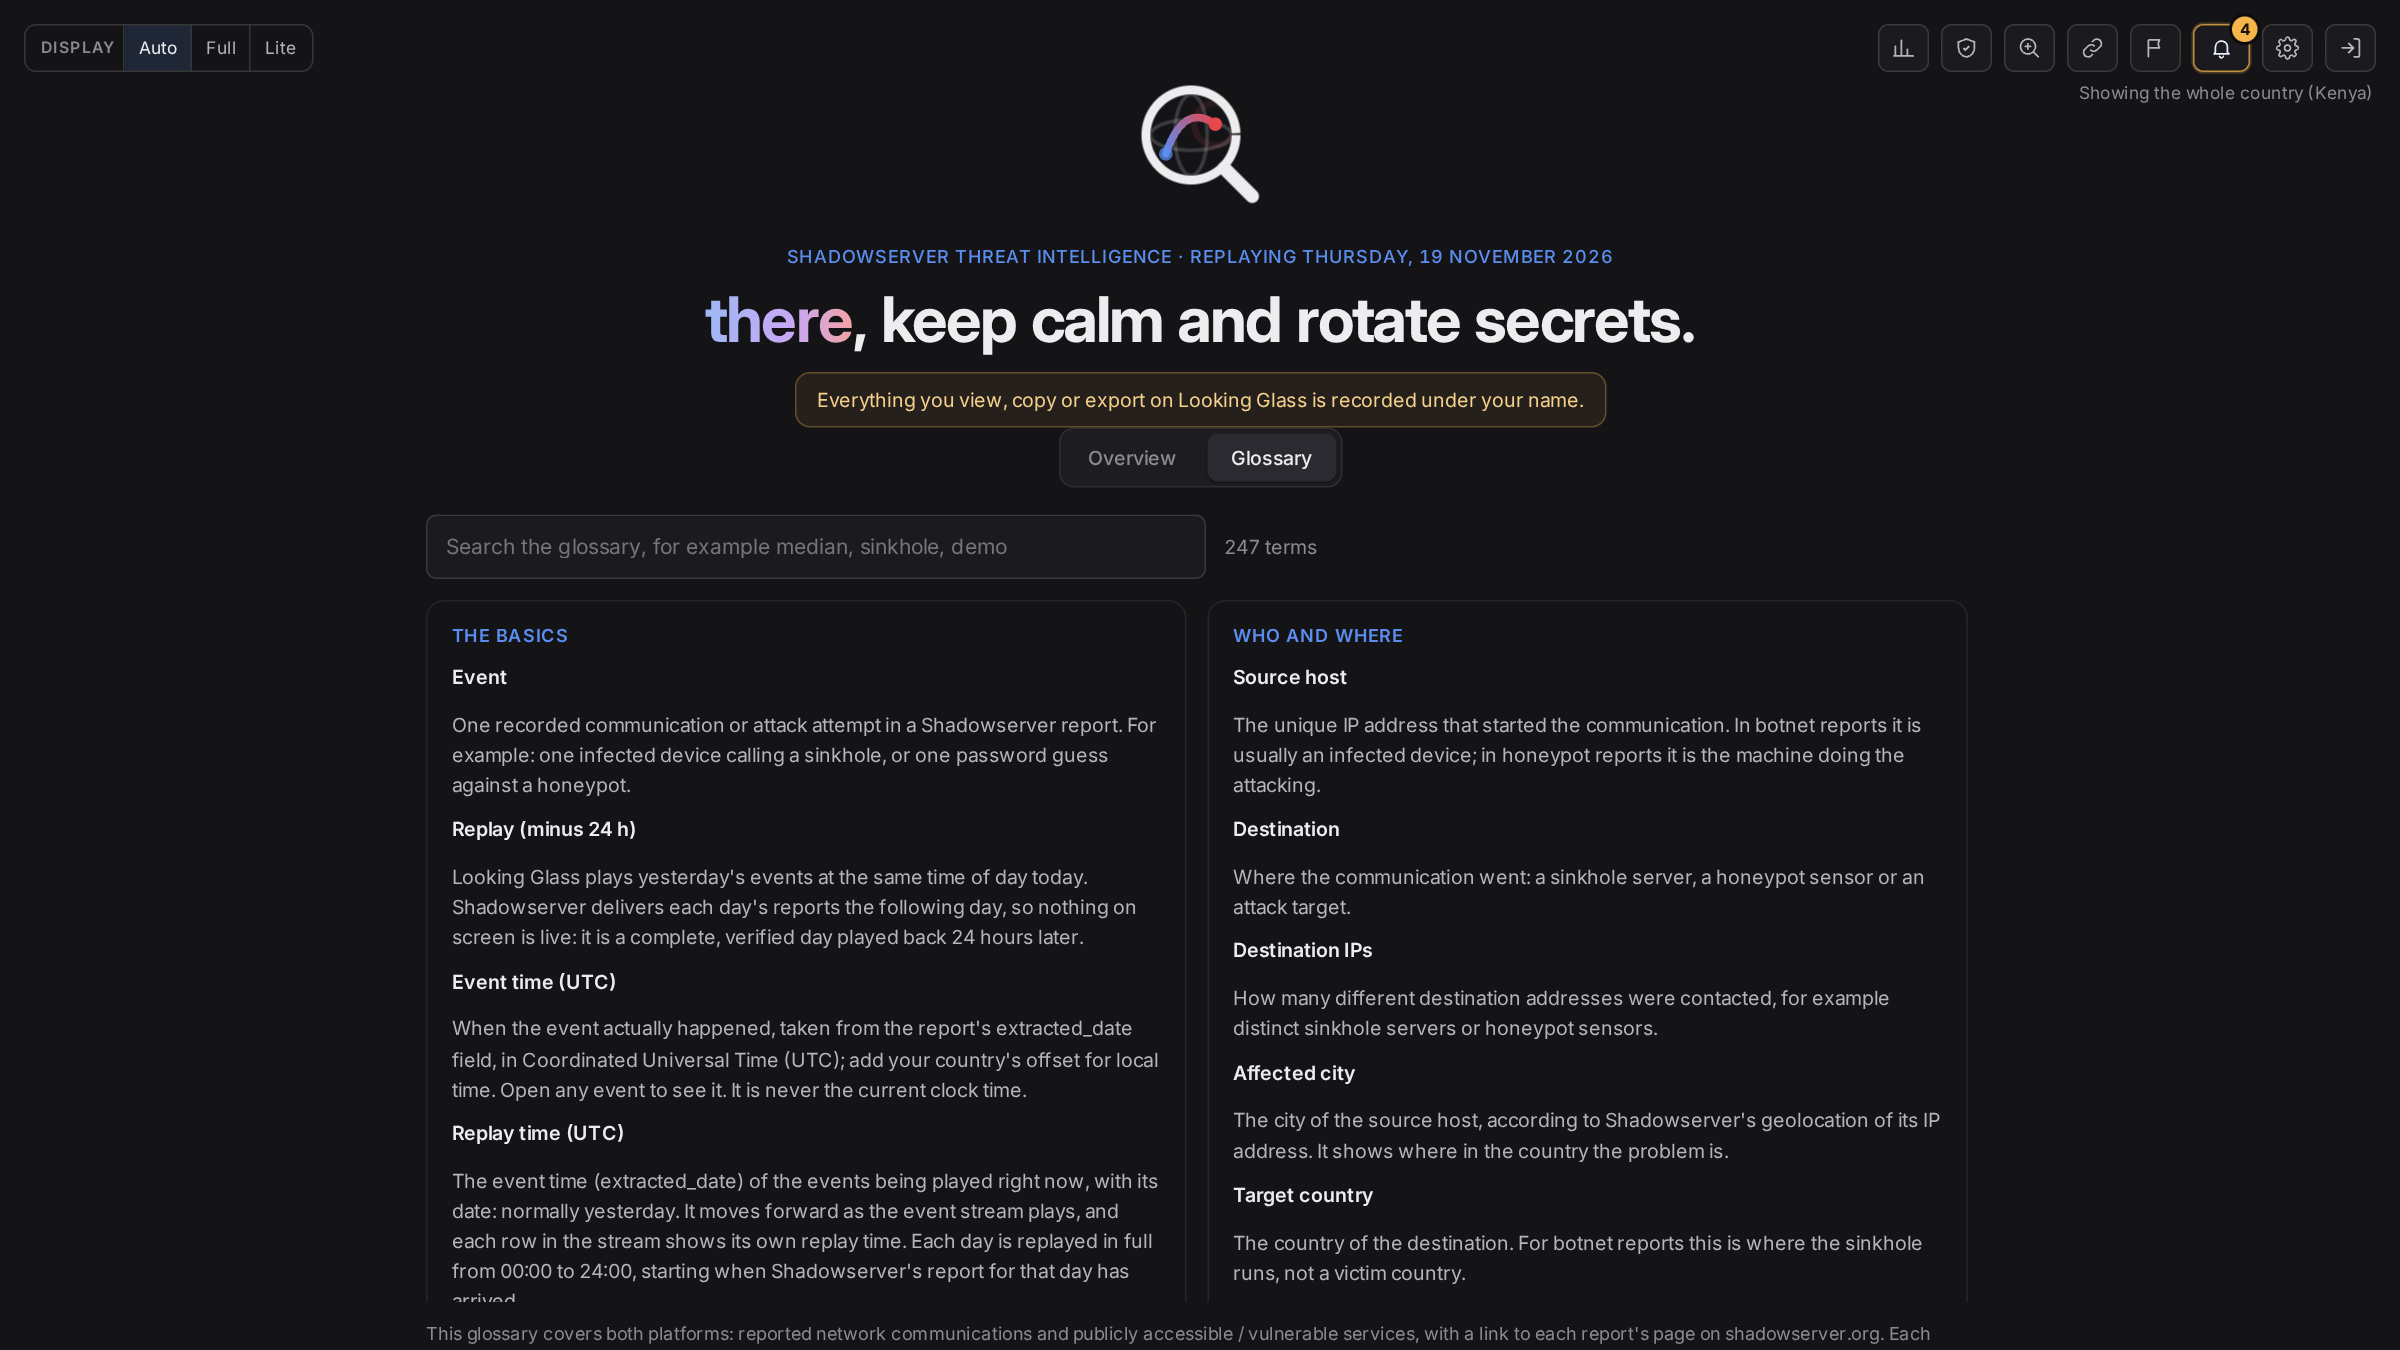 DISPLAY Auto Full Lite
4
Showing the whole country (Kenya)
SHADOWSERVER THREAT INTELLIGENCE · REPLAYING THURSDAY, 19 NOVEMBER 2026
there, keep calm and rotate secrets.
Everything you view, copy or export on Looking Glass is recorded under your name.
Overview Glossary
Search the glossary, for example median, sinkhole, demo
247 terms
THE BASICS
Event
One recorded communication or attack attempt in a Shadowserver report. For
example: one infected device calling a sinkhole, or one password guess
against a honeypot.
Replay (minus 24 h)
Looking Glass plays yesterday's events at the same time of day today.
Shadowserver delivers each day's reports the following day, so nothing on
screen is live: it is a complete, verified day played back 24 hours later.
Event time (UTC)
When the event actually happened, taken from the report's extracted_date
field, in Coordinated Universal Time (UTC); add your country's offset for local
time. Open any event to see it. It is never the current clock time.
Replay time (UTC)
The event time (extracted_date) of the events being played right now, with its
date: normally yesterday. It moves forward as the event stream plays, and
each row in the stream shows its own replay time. Each day is replayed in full
from 00:00 to 24:00, starting when Shadowserver's report for that day has
arrived.
WHO AND WHERE
Source host
The unique IP address that started the communication. In botnet reports it is
usually an infected device; in honeypot reports it is the machine doing the
attacking.
Destination
Where the communication went: a sinkhole server, a honeypot sensor or an
attack target.
Destination IPs
How many different destination addresses were contacted, for example
distinct sinkhole servers or honeypot sensors.
Affected city
The city of the source host, according to Shadowserver's geolocation of its IP
address. It shows where in the country the problem is.
Target country
The country of the destination. For botnet reports this is where the sinkhole
runs, not a victim country.
This glossary covers both platforms: reported network communications and publicly accessible / vulnerable services, with a link to each report's page on shadowserver.org. Each